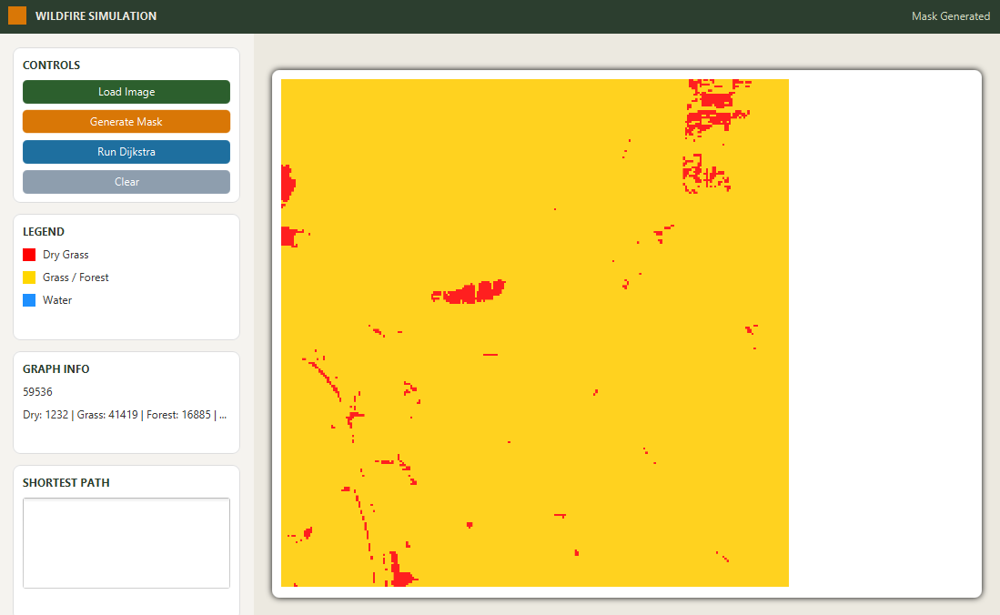 WILDFIRE SIMULATION
Mask Generated
CONTROLS
Load Image
Generate Mask
Run Dijkstra
Clear
LEGEND
Dry Grass
Grass / Forest
Water
GRAPH INFO
59536
Dry: 1232 | Grass: 41419 | Forest: 16885 | ...
SHORTEST PATH